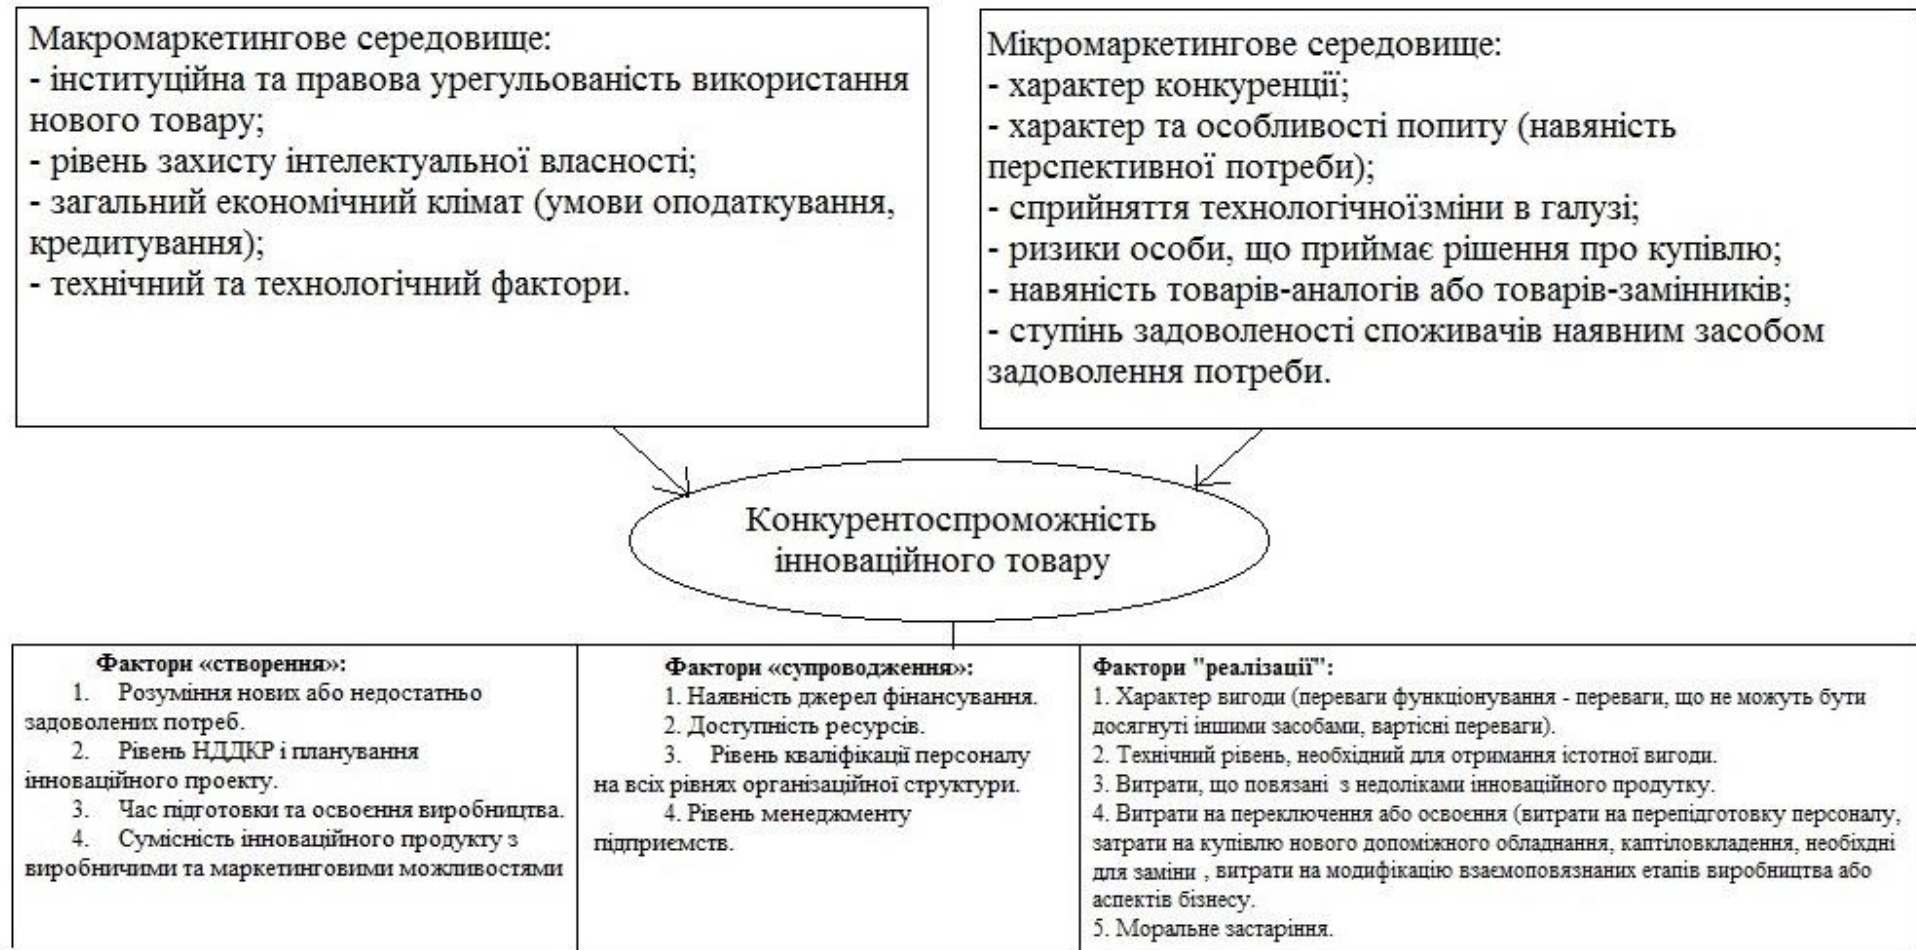 Макромаркетингове середовище:
- інституційна та правова урегульованість використання
нового товару;
- рівень захисту інтелектуальної власності;
- загальний економічний клімат (умови оподаткування,
кредитування);
- технічний та технологічний фактори.
Мікромаркетингове середовище:
- характер конкуренції;
- характер та особливості попиту (навяність
перспективної потреби);
- сприйняття технологічноїзміни в галузі;
- ризики особи, що приймає рішення про купівлю;
- навяність товарів-аналогів або товарів-замінників;
- ступінь задоволеності споживачів наявним засобом
задоволення потреби.
Конкурентоспроможність
інноваційного товару
Фактори «створення»:
1. Розуміння нових або недостатньо
задоволених потреб.
2. Рівень НДДКР і планування
інноваційного проекту.
3. Час підготовки та освоєння виробництва.
4. Сумісність інноваційного продукту з
виробничими та маркетинговими можливостями
Фактори «супроводження»:
1. Наявність джерел фінансування.
2. Доступність ресурсів.
3. Рівень кваліфікації персоналу
на всіх рівнях організаційної структури.
4. Рівень менеджменту
підприємств.
Фактори "реалізації":
1. Характер вигоди (переваги функціонування - переваги, що не можуть бути
досягнуті іншими засобами, вартісні переваги).
2. Технічний рівень, необхідний для отримання істотної вигоди.
3. Витрати, що повязані з недоліками інноваційного продутку.
4. Витрати на переключення або освоєння (витрати на перепідготовку персоналу,
затрати на купівлю нового допоміжного обладнання, каптіловкладення, необіхдні
для заміни , витрати на модифікацію взаємоповязнаних етапів виробництва або
аспектів бізнесу.
5. Моральне застаріння.